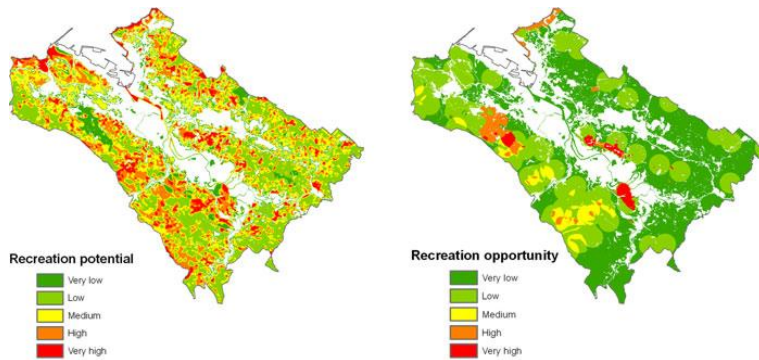 Recreation potential
Very low
Low
Medium
High
Very high
Recreation opportunity
Very low
Low
Medium
High
Very high